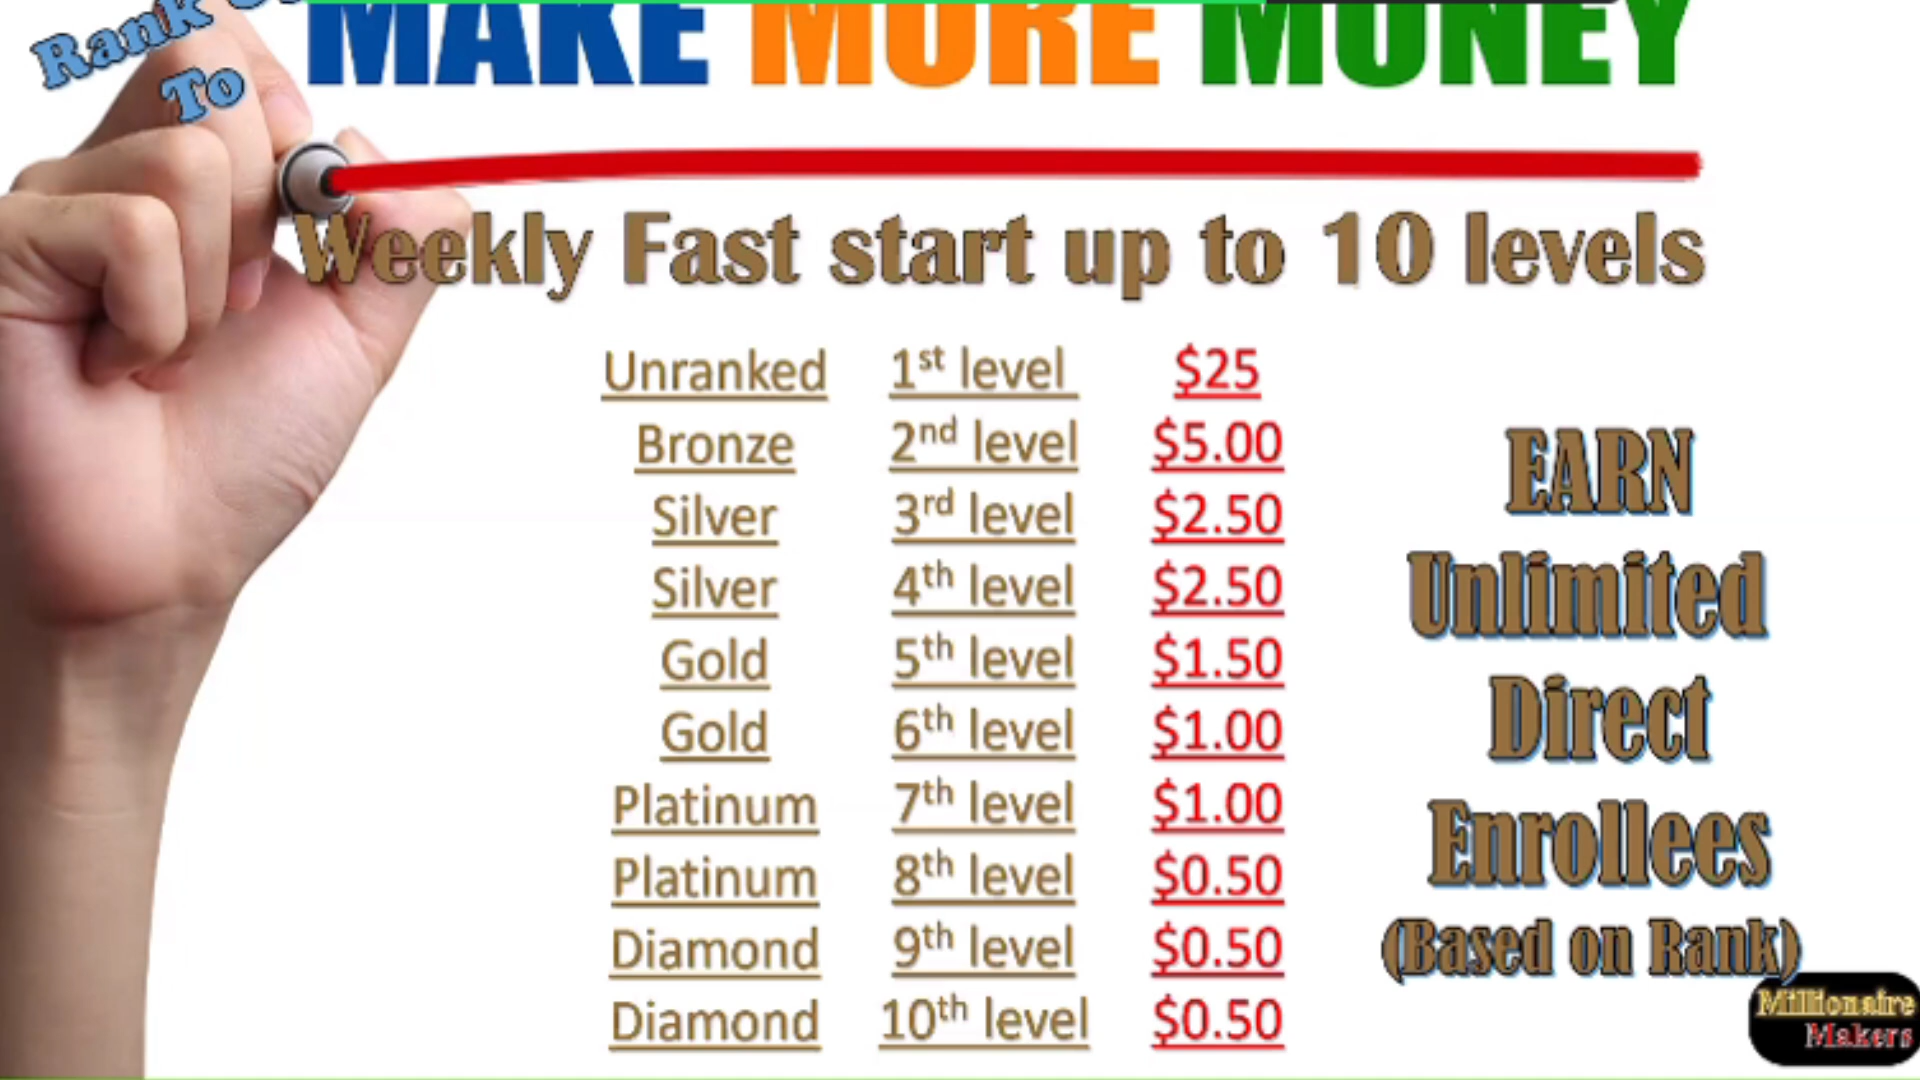 Rank
To
MAKE MORE MONEY
Weekly Fast start up to 10 levels
Unranked 1st level $25
Bronze 2nd level $5.00
Silver 3rd level $2.50
Silver 4th level $2.50
Gold 5th level $1.50
Gold 6th level $1.00
Platinum 7th level $1.00
Platinum 8th level $0.50
Diamond 9th level $0.50
Diamond 10th level $0.50
EARN
Unlimited
Direct
Enrollees
(Based on Rank)
Millionaire
Makers